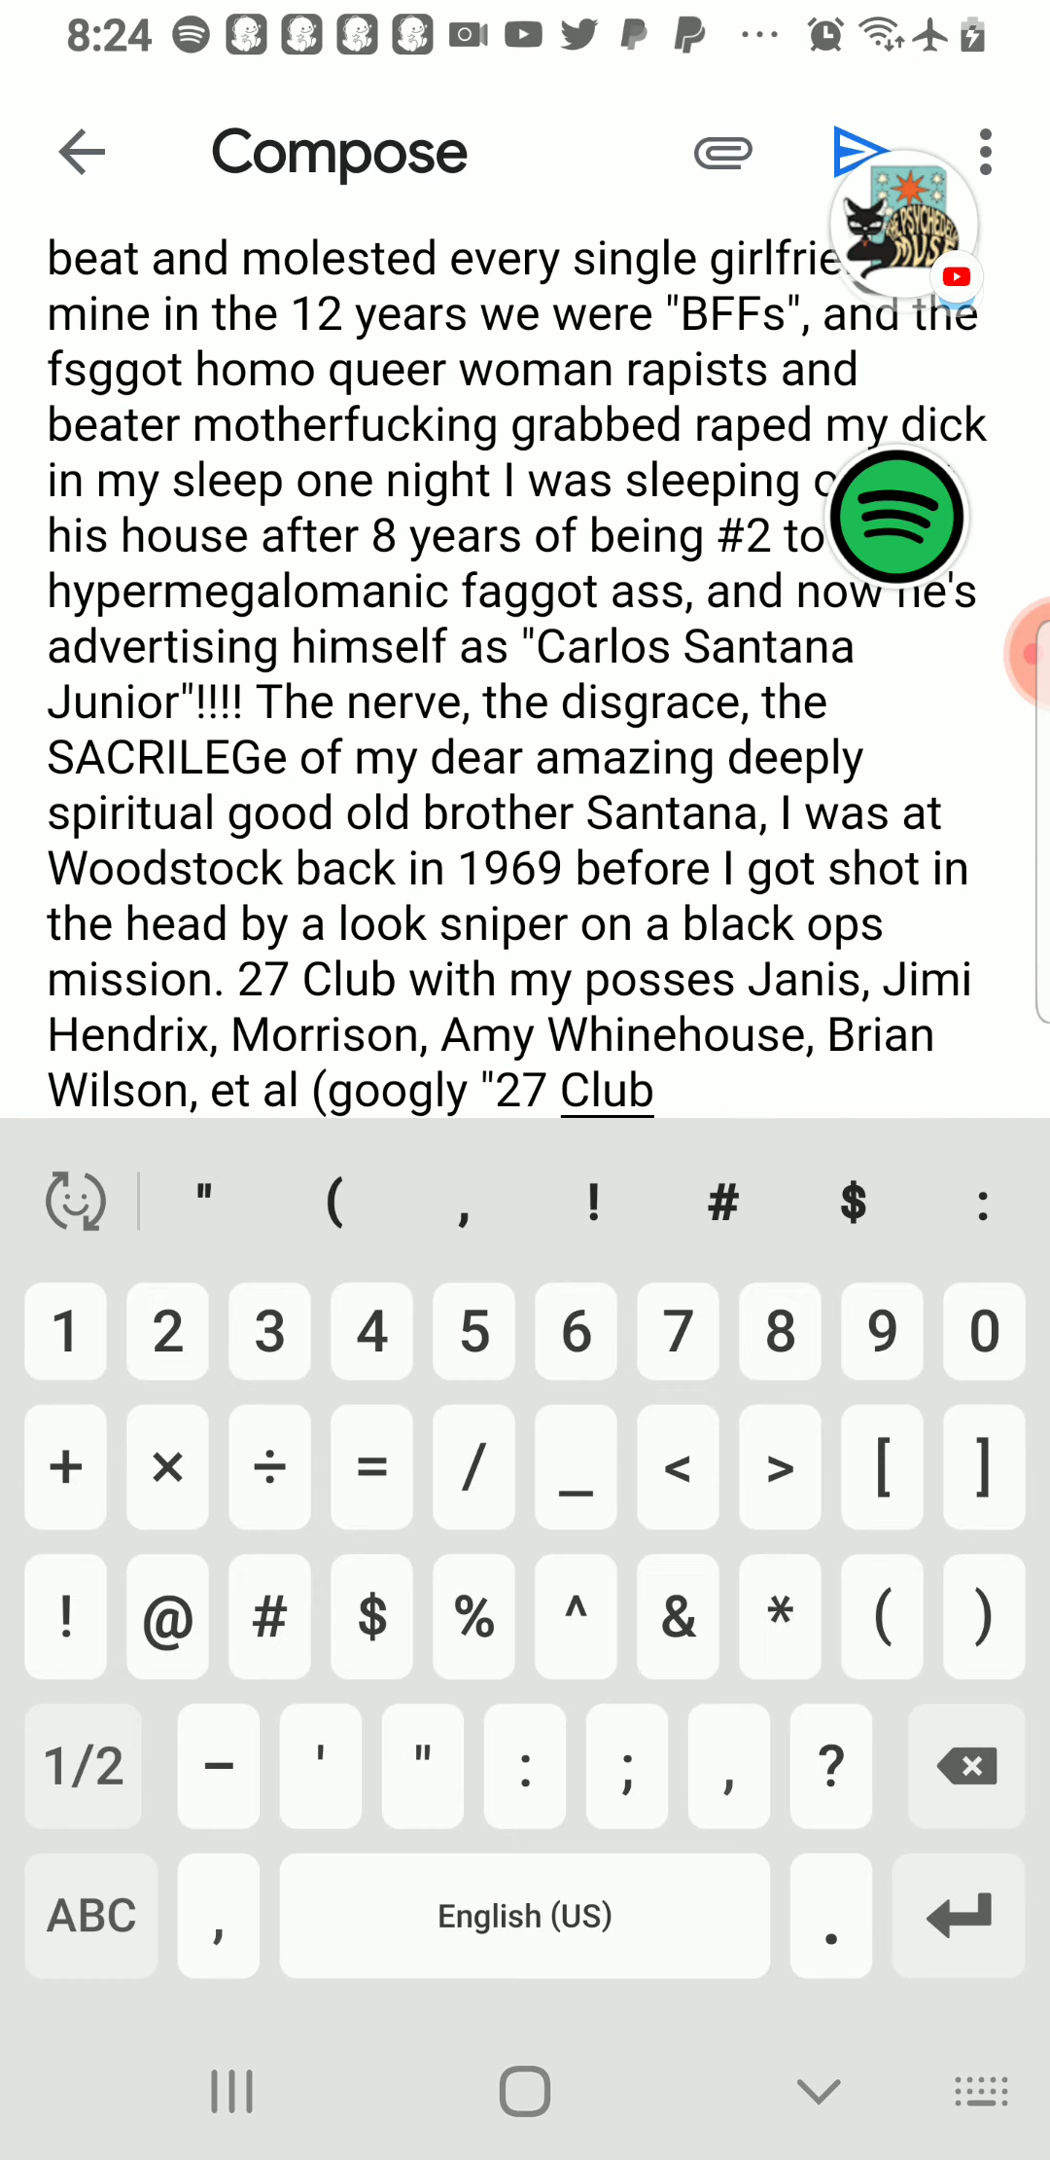 8:24
Compose
beat and molested every single girlfrie
mine in the 12 years we were "BFFs", and the
fsggot homo queer woman rapists and
beater motherfucking grabbed raped my dick
in my sleep one night I was sleeping
his house after 8 years of being #2 to
hypermegalomanic faggot ass, and now he's
advertising himself as "Carlos Santana
Junior"!!!! The nerve, the disgrace, the
SACRILEGe of my dear amazing deeply
spiritual good old brother Santana, I was at
Woodstock back in 1969 before I got shot in
the head by a look sniper on a black ops
mission. 27 Club with my posses Janis, Jimi
Hendrix, Morrison, Amy Whinehouse, Brian
Wilson, et al (googly "27 Club
" ( , ! # $ :
1 2 3 4 5 6 7 8 9 0
+ × ÷ = / _ < > [ ]
! @ # $ % ^ & * ( )
1/2 - ' " : ; , ?
ABC , English (US) .